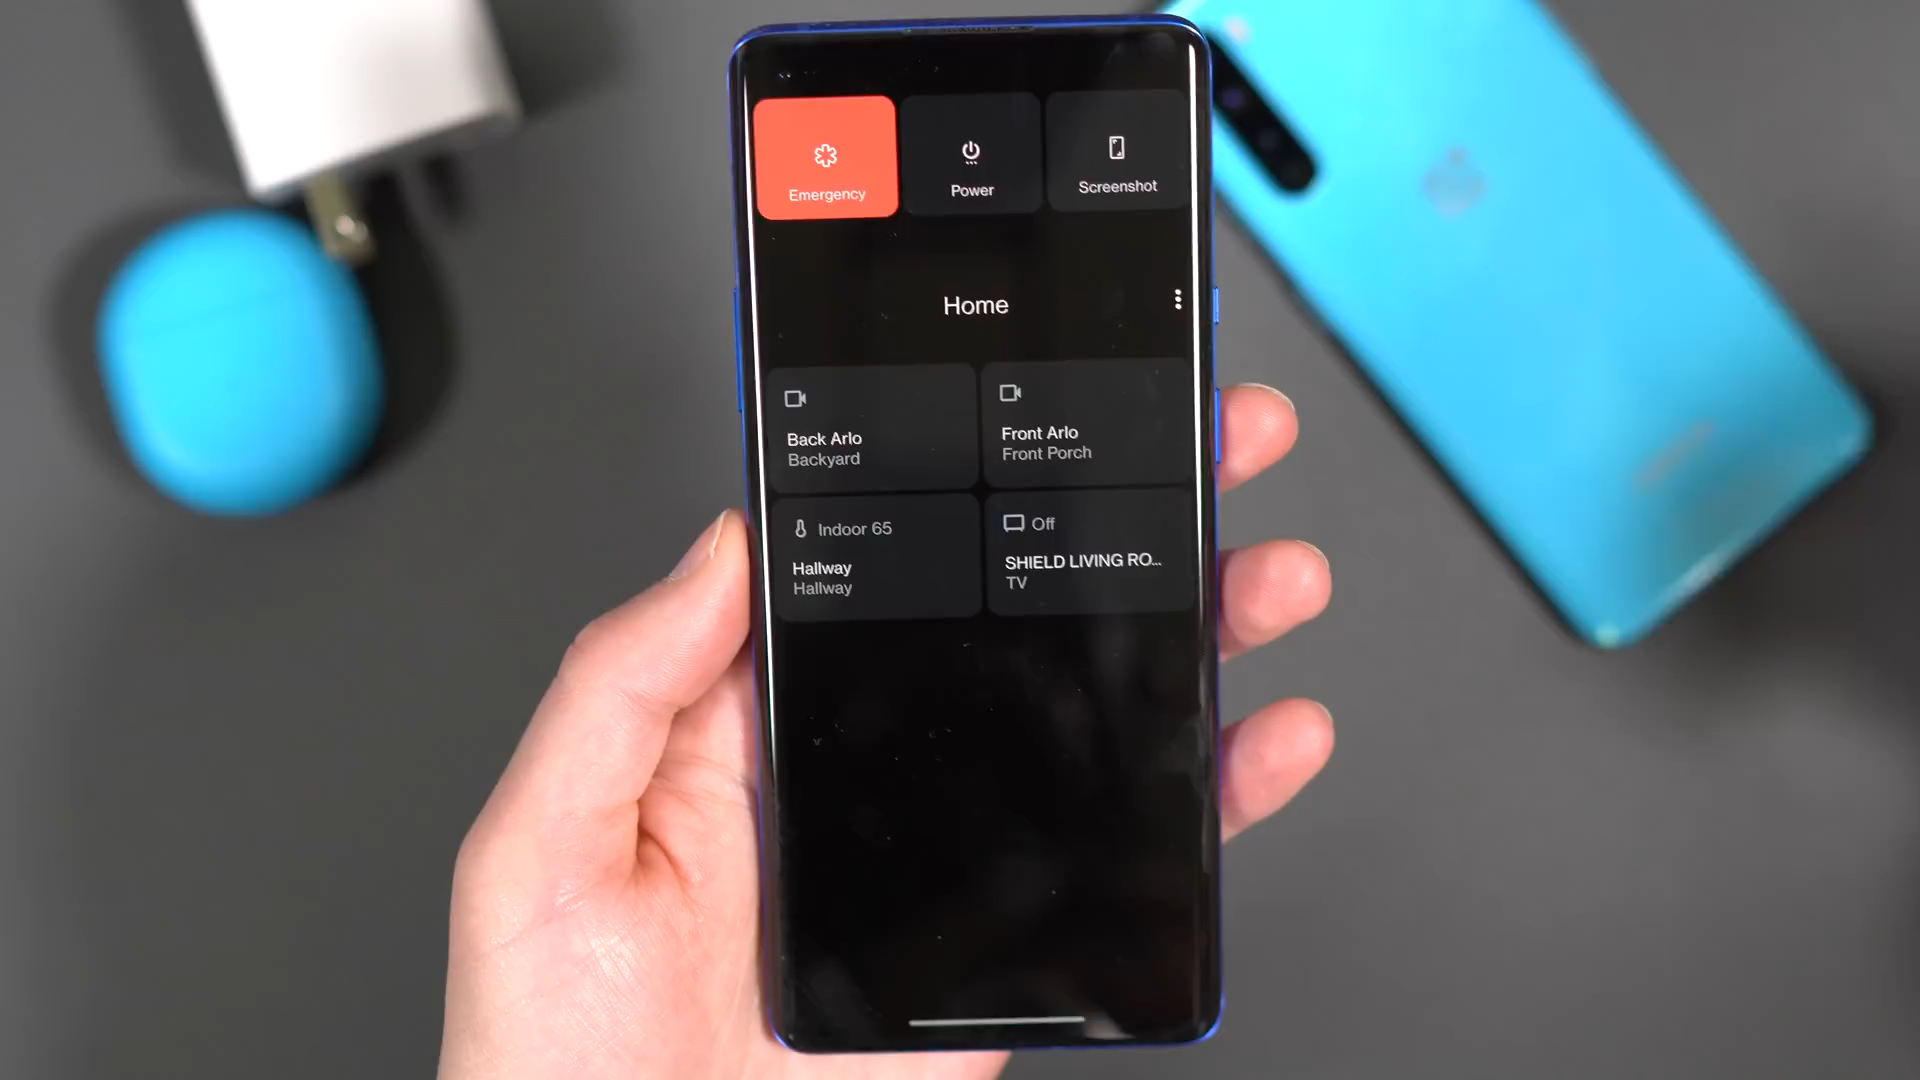 Emergency
Power
Screenshot
Home
Back Arlo
Backyard
Front Arlo
Front Porch
Indoor 65
Hallway
Hallway
Off
SHIELD LIVING RO...
TV